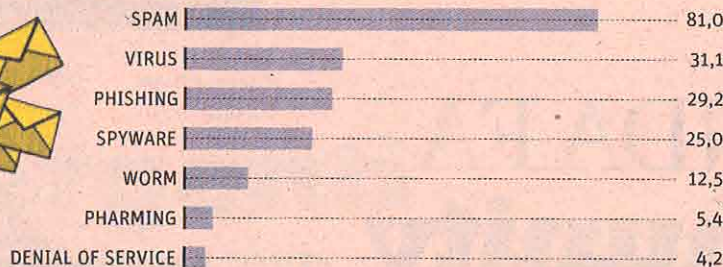 SPAM 81,0
VIRUS 31,1
PHISHING 29,2
SPYWARE 25,0
WORM 12,5
PHARMING 5,4
DENIAL OF SERVICE 4,2